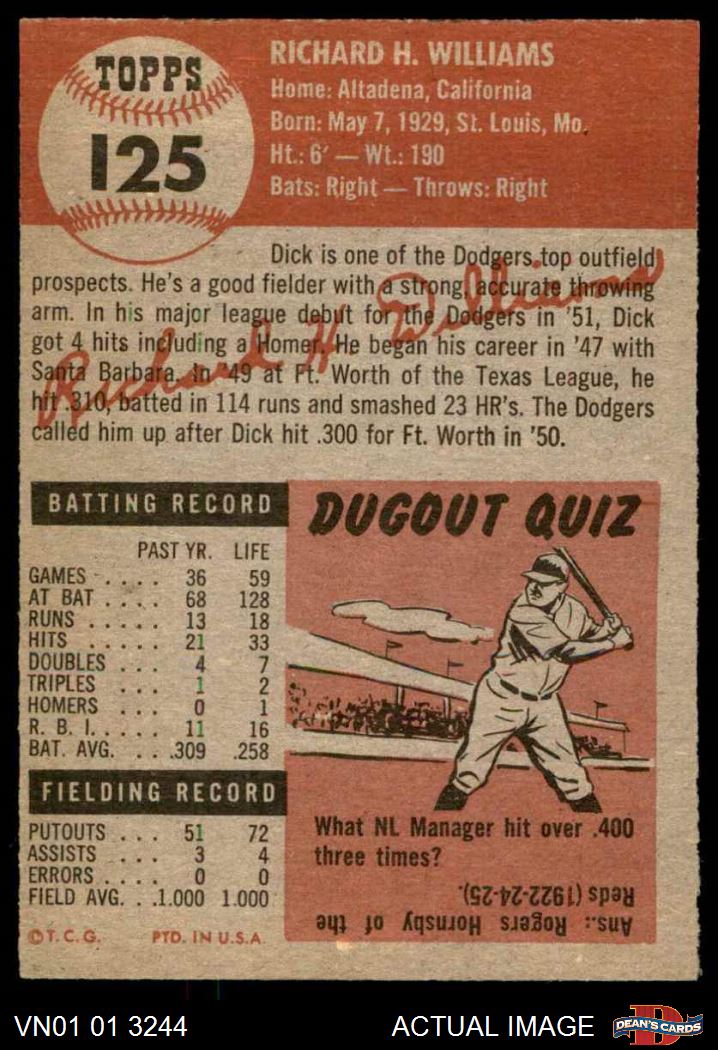 TOPPS
125
RICHARD H. WILLIAMS
Home: Altadena, California
Born: May 7, 1929, St. Louis, Mo.
Ht.: 6' — Wt.: 190
Bats: Right — Throws: Right
Dick is one of the Dodgers top outfield
prospects. He's a good fielder with a strong, accurate throwing
arm. In his major league debut for the Dodgers in '51, Dick
got 4 hits including a Homer. He began his career in '47 with
Santa Barbara. In '49 at Ft. Worth of the Texas League, he
hit .310, batted in 114 runs and smashed 23 HR's. The Dodgers
called him up after Dick hit .300 for Ft. Worth in '50.
Richard H. Williams
BATTING RECORD
PAST YR. LIFE
GAMES . . . . 36 59
AT BAT . . . . 68 128
RUNS . . . . . 13 18
HITS . . . . . 21 33
DOUBLES . . . 4 7
TRIPLES . . . 1 2
HOMERS . . . 0 1
R. B. I. . . . . . 11 16
BAT. AVG. . . . .309 .258
FIELDING RECORD
PUTOUTS . . . 51 72
ASSISTS . . . 3 4
ERRORS . . . . 0 0
FIELD AVG. . .1.000 1.000
© T. C. G. PTD. IN U.S.A.
DUGOUT QUIZ
What NL Manager hit over .400
three times?
Ans.: Rogers Hornsby of the
Reds (1922-24-25).
VN01 01 3244
ACTUAL IMAGE
D
DEAN'S CARDS